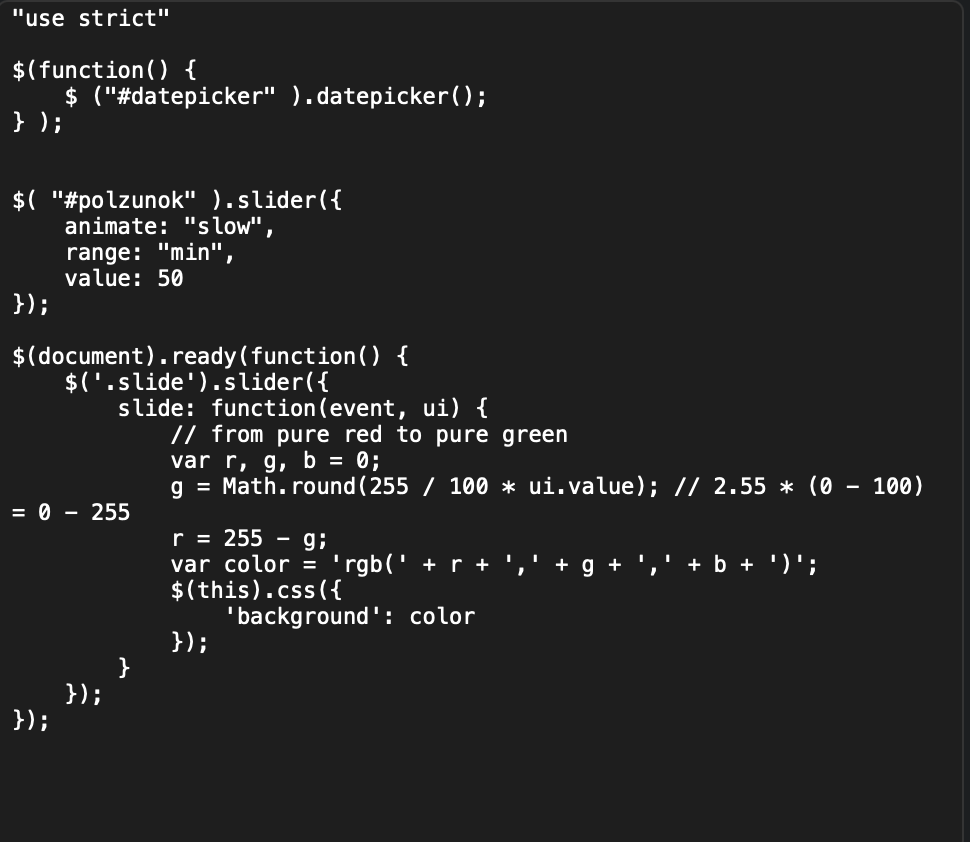 "use strict"
$(function() {
$ ("#datepicker" ).datepicker();
} );
$( "#polzunok" ).slider({
animate: "slow",
range: "min",
value: 50
});
$(document).ready(function() {
$('.slide').slider({
slide: function(event, ui) {
// from pure red to pure green
var r, g, b = 0;
g = Math.round(255 / 100 * ui.value); // 2.55 * (0 – 100)
= 0 – 255
r = 255 – g;
var color = 'rgb(' + r + ',' + g + ',' + b + ')';
$(this).css({
'background': color
});
}
});
});